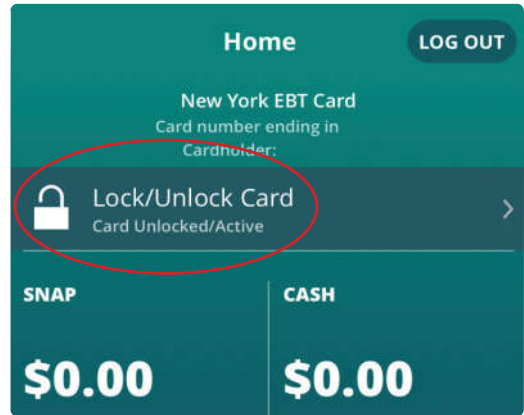 Home
LOG OUT
New York EBT Card
Card number ending in
Cardholder:
Lock/Unlock Card
Card Unlocked/Active
SNAP
CASH
$0.00
$0.00